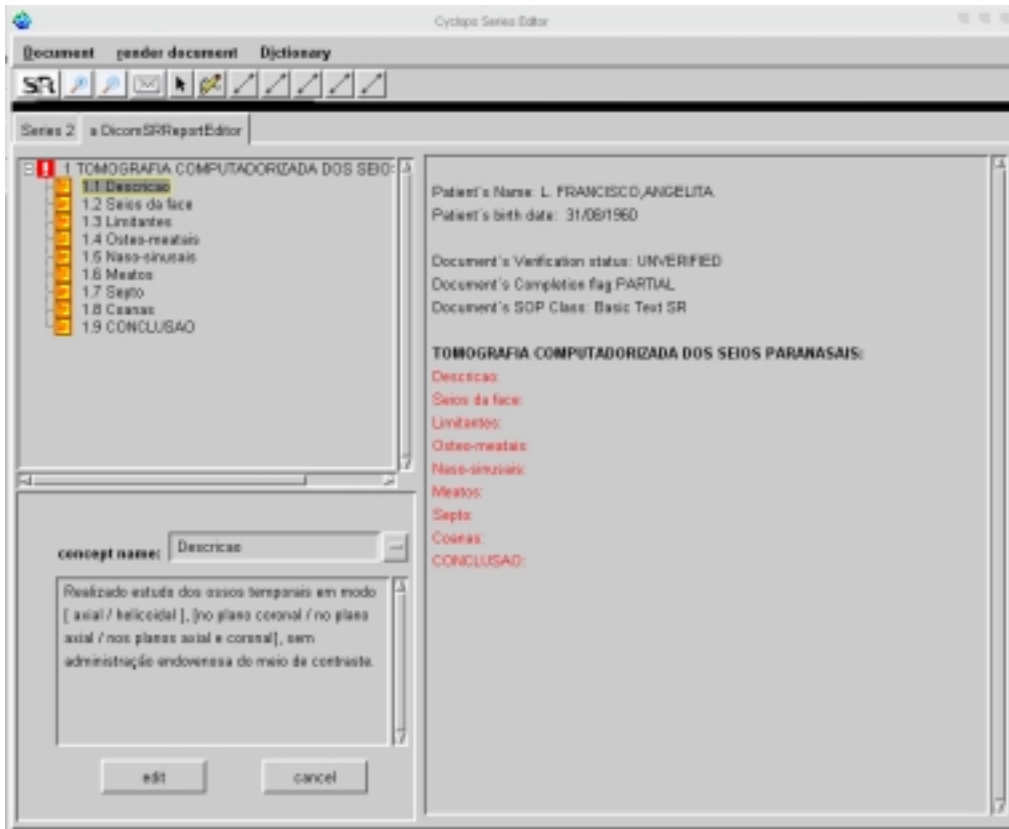 Cyclops Series Editor
Document render document Dictionary
SR
Series 2 a DicomSRReportEditor
1 TOMOGRAFIA COMPUTADORIZADA DOS SEIO:
1.1 Descricao
1.2 Seios da face
1.3 Limitantes
1.4 Osteo-meatais
1.5 Naso-sinusais
1.6 Meatos
1.7 Septo
1.8 Coanas
1.9 CONCLUSAO
concept name: Descricao
Realizado estudo dos ossos temporais em modo
[ axial / helicoidal ], [no plano coronal / no plano
axial / nos planos axial e coronal], sem
administração endovenosa do meio de contraste.
edit cancel
Patient's Name: L. FRANCISCO,ANGELITA
Patient's birth date: 31/08/1960
Document's Verification status: UNVERIFIED
Document's Completion flag PARTIAL
Document's SOP Class: Basic Text SR
TOMOGRAFIA COMPUTADORIZADA DOS SEIOS PARANASAIS:
Descricao:
Seios da face:
Limitantes:
Osteo-meatais:
Naso-sinusais:
Meatos:
Septo:
Coanas:
CONCLUSAO: